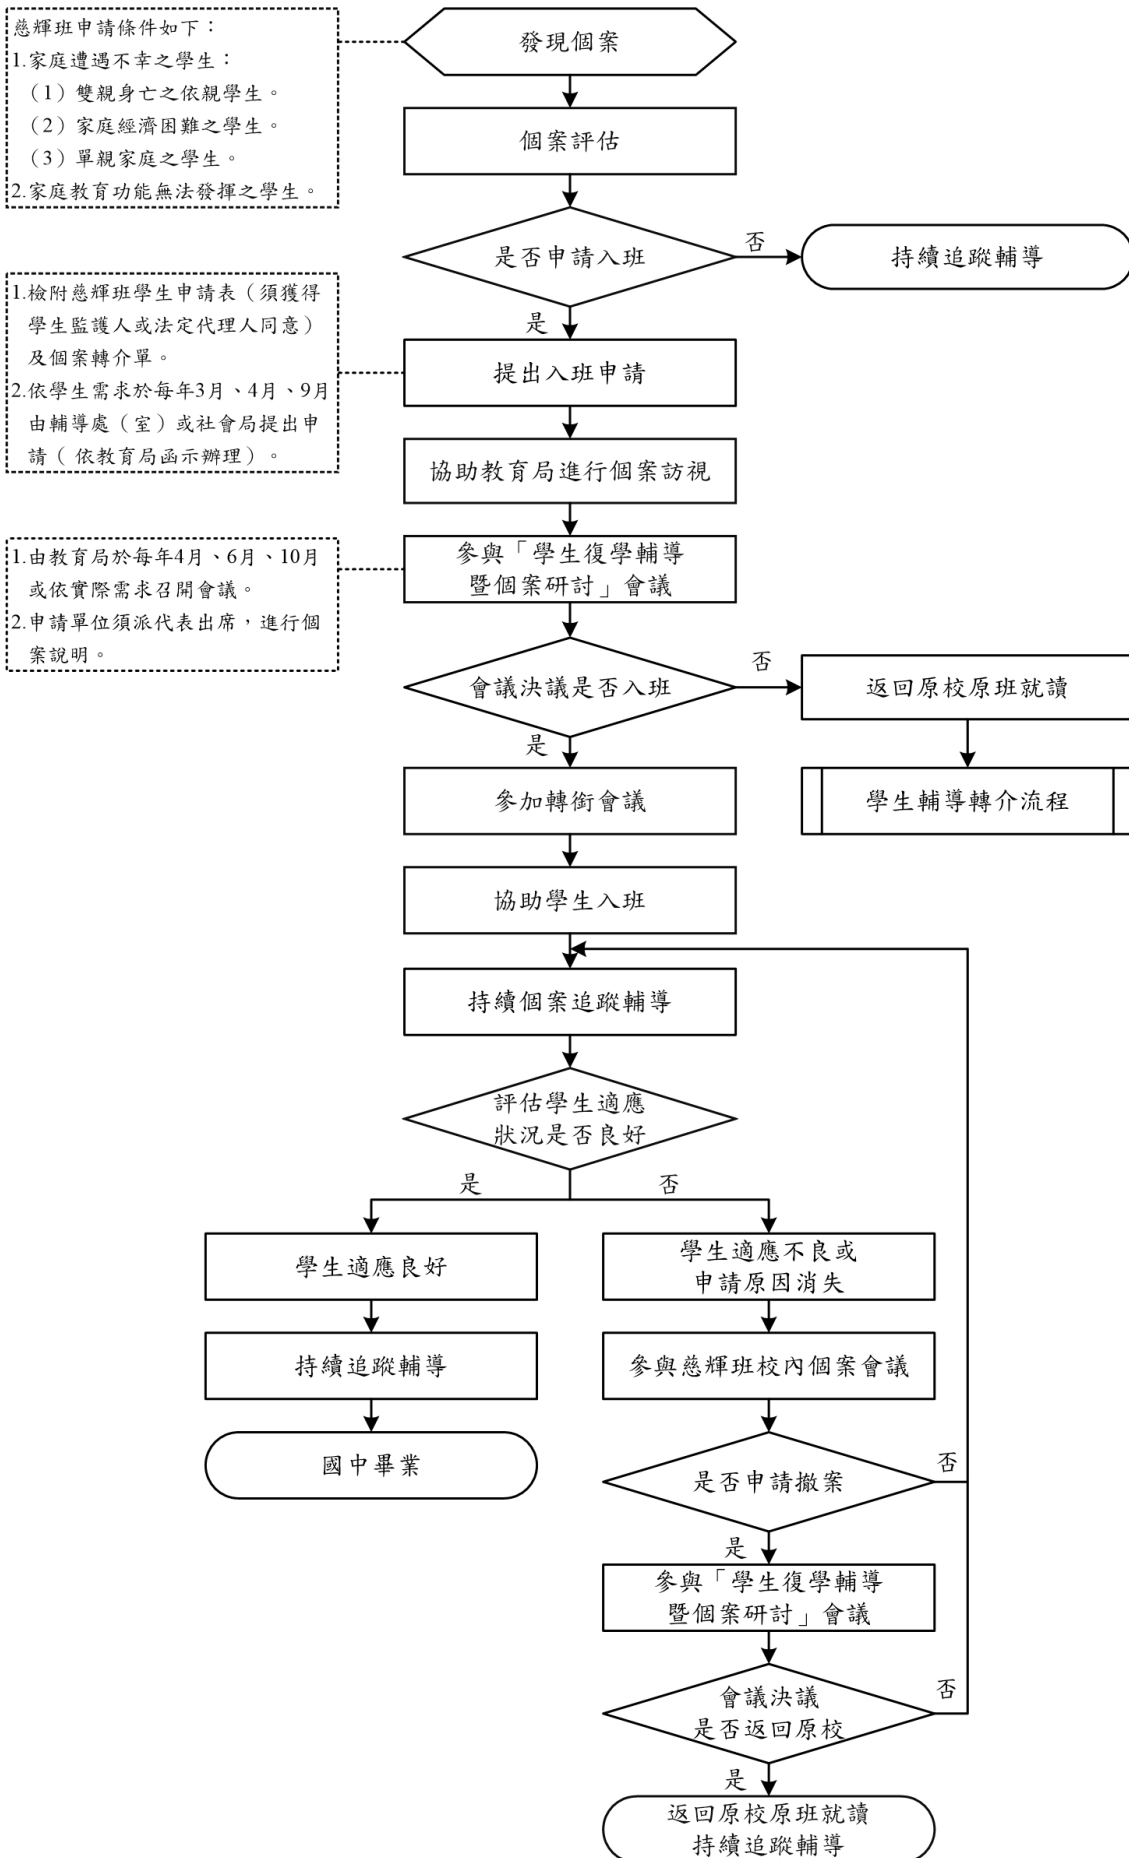 慈輝班申請條件如下：
1.家庭遭遇不幸之學生：
（1）雙親身亡之依親學生。
（2）家庭經濟困難之學生。
（3）單親家庭之學生。
2.家庭教育功能無法發揮之學生。
發現個案
個案評估
是否申請入班
否
持續追蹤輔導
是
1.檢附慈輝班學生申請表（須獲得
學生監護人或法定代理人同意）
及個案轉介單。
2.依學生需求於每年3月、4月、9月
由輔導處（室）或社會局提出申
請（依教育局函示辦理）。
提出入班申請
協助教育局進行個案訪視
1.由教育局於每年4月、6月、10月
或依實際需求召開會議。
2.申請單位須派代表出席，進行個
案說明。
參與「學生復學輔導
暨個案研討」會議
會議決議是否入班
否
返回原校原班就讀
學生輔導轉介流程
是
參加轉銜會議
協助學生入班
持續個案追蹤輔導
評估學生適應
狀況是否良好
是
否
學生適應良好
持續追蹤輔導
國中畢業
學生適應不良或
申請原因消失
參與慈輝班校內個案會議
是否申請撤案
否
是
參與「學生復學輔導
暨個案研討」會議
會議決議
是否返回原校
否
是
返回原校原班就讀
持續追蹤輔導